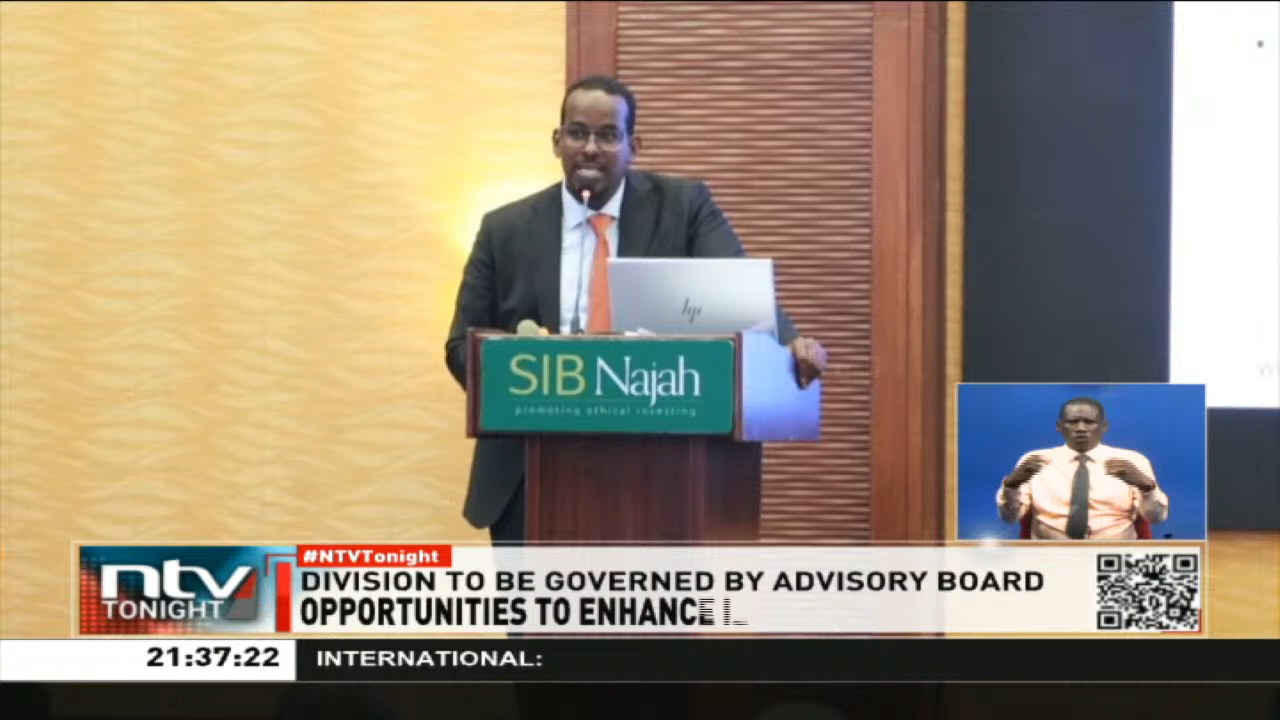 hp
SIB Najah
promoting ethical investing
ntv
TONIGHT
#NTVTonight
DIVISION TO BE GOVERNED BY ADVISORY BOARD
OPPORTUNITIES TO ENHANCE
21:37:22
INTERNATIONAL: